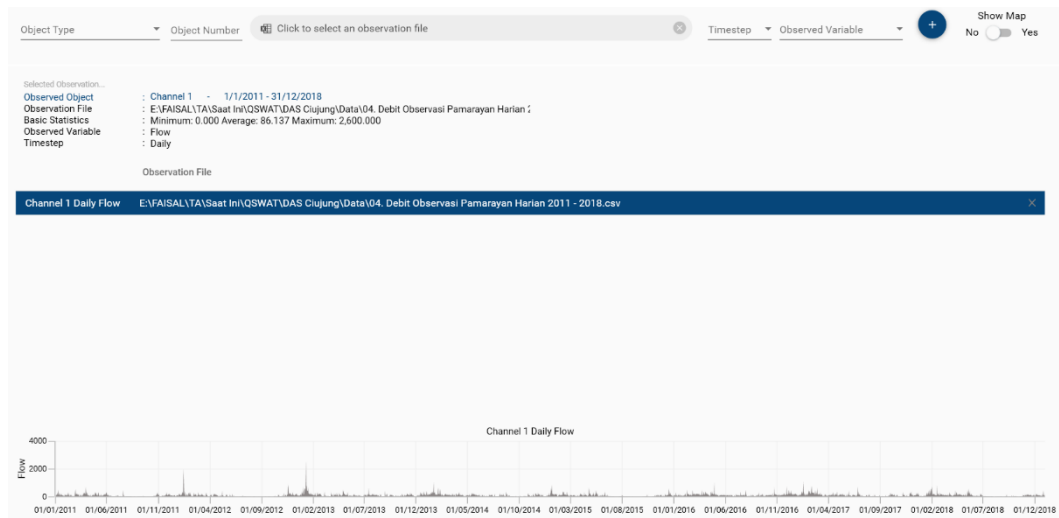 Object Type Object Number Click to select an observation file Timestep Observed Variable + Show Map
No Yes
Selected Observation...
Observed Object : Channel 1 - 1/1/2011 - 31/12/2018
Observation File : E:\FAISAL\TA\Saat Ini\QSWAT\DAS Ciujung\Data\04. Debit Observasi Pamarayan Harian
Basic Statistics : Minimum: 0.000 Average: 86.137 Maximum: 2,600.000
Observed Variable : Flow
Timestep : Daily
Observation File
Channel 1 Daily Flow E:\FAISAL\TA\Saat Ini\QSWAT\DAS Ciujung\Data\04. Debit Observasi Pamarayan Harian 2011 - 2018.csv
Channel 1 Daily Flow
4000
Flow
2000
0
01/01/2011 01/06/2011 01/11/2011 01/04/2012 01/09/2012 01/02/2013 01/07/2013 01/12/2013 01/05/2014 01/10/2014 01/03/2015 01/08/2015 01/01/2016 01/06/2016 01/11/2016 01/04/2017 01/09/2017 01/02/2018 01/07/2018 01/12/2018